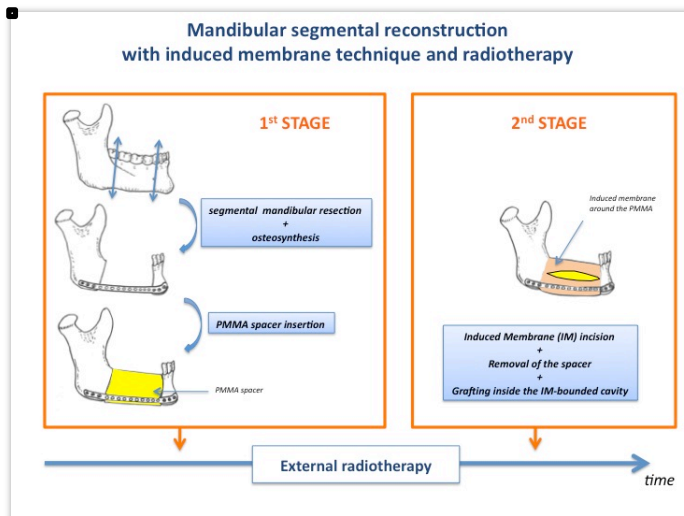 Mandibular segmental reconstruction
with induced membrane technique and radiotherapy
1st STAGE
segmental mandibular resection
+
osteosynthesis
PMMA spacer insertion
PMMA spacer
2nd STAGE
Induced membrane
around the PMMA
Induced Membrane (IM) incision
+
Removal of the spacer
+
Grafting inside the IM-bounded cavity
External radiotherapy
time